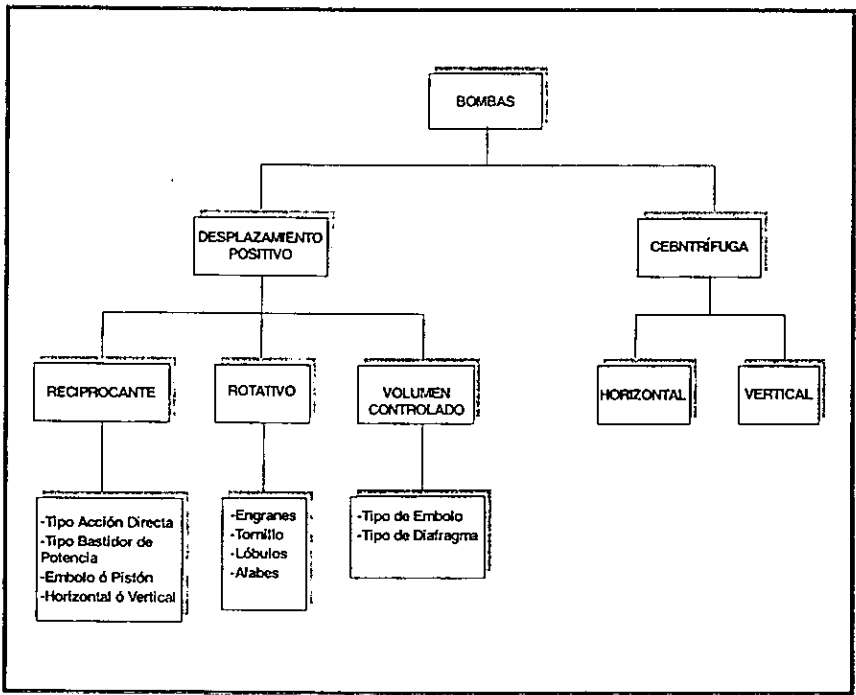 BOMBAS
DESPLAZAMIENTO
POSITIVO
CEBNTRÍFUGA
RECIPROCANTE
ROTATIVO
VOLUMEN
CONTROLADO
HORIZONTAL
VERTICAL
-Tipo Acción Directa
-Tipo Bastidor de
Potencia
-Embolo ó Pistón
-Horizontal ó Vertical
-Engranes
-Tornillo
-Lóbulos
-Alabes
-Tipo de Embolo
-Tipo de Diafragma